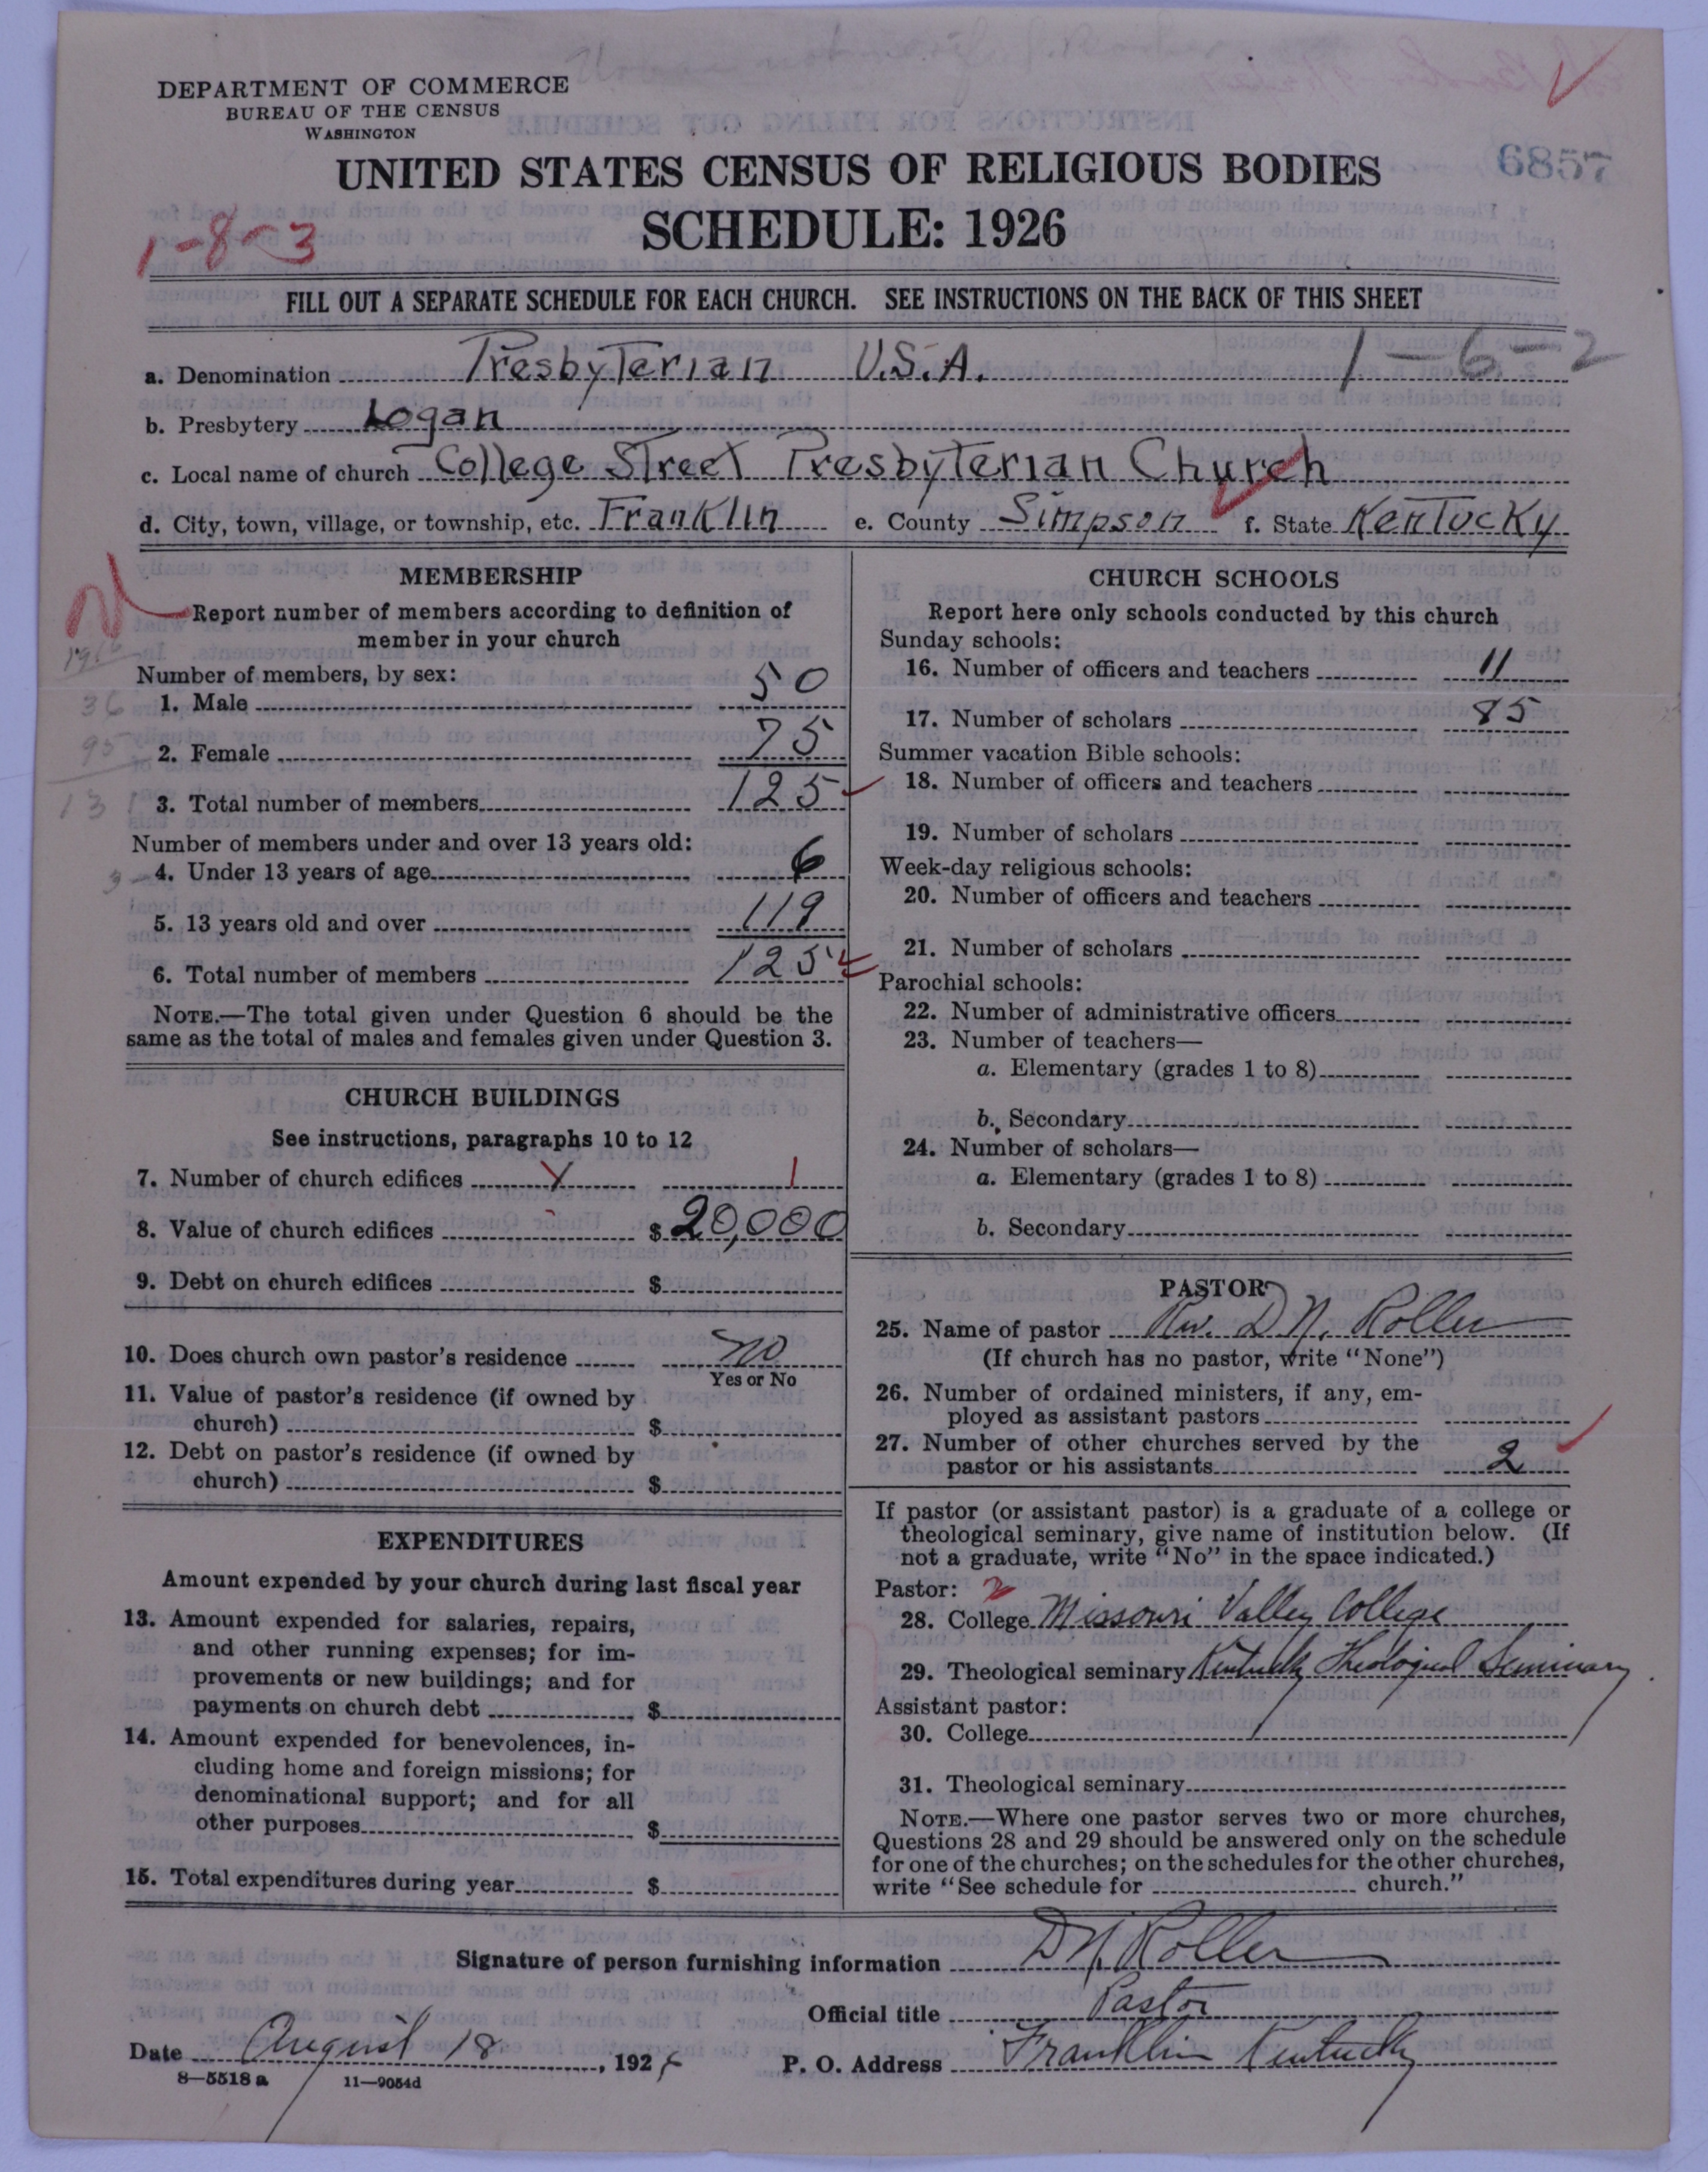 DEPARTMENT OF COMMERCE
BUREAU OF THE CENSUS
WASHINGTON
UNITED STATES CENSUS OF RELIGIOUS BODIES
6857
SCHEDULE: 1926
1-8-3
FILL OUT A SEPARATE SCHEDULE FOR EACH CHURCH. SEE INSTRUCTIONS ON THE BACK OF THIS SHEET
a. Denomination Presbyterian U.S.A. 1-6-2
b. Presbytery Logan
c. Local name of church College Street Presbyterian Church
d. City, town, village, or township, etc. Franklin e. County Simpson f. State Kentucky
MEMBERSHIP
Report number of members according to definition of
member in your church
1916
Number of members, by sex:
36 1. Male 50
95 2. Female 75
131 3. Total number of members 125
Number of members under and over 13 years old:
3 4. Under 13 years of age 6
5. 13 years old and over 119
6. Total number of members 125
NOTE.—The total given under Question 6 should be the
same as the total of males and females given under Question 3.
CHURCH BUILDINGS
See instructions, paragraphs 10 to 12
7. Number of church edifices 1
8. Value of church edifices $ 20,000
9. Debt on church edifices $
10. Does church own pastor's residence no
Yes or No
11. Value of pastor's residence (if owned by
church) $
12. Debt on pastor's residence (if owned by
church) $
EXPENDITURES
Amount expended by your church during last fiscal year
13. Amount expended for salaries, repairs,
and other running expenses; for im-
provements or new buildings; and for
payments on church debt $
14. Amount expended for benevolences, in-
cluding home and foreign missions; for
denominational support; and for all
other purposes $
15. Total expenditures during year $
CHURCH SCHOOLS
Report here only schools conducted by this church
Sunday schools:
16. Number of officers and teachers 11
17. Number of scholars 85
Summer vacation Bible schools:
18. Number of officers and teachers
19. Number of scholars
Week-day religious schools:
20. Number of officers and teachers
21. Number of scholars
Parochial schools:
22. Number of administrative officers
23. Number of teachers—
a. Elementary (grades 1 to 8)
b. Secondary
24. Number of scholars—
a. Elementary (grades 1 to 8)
b. Secondary
PASTOR
25. Name of pastor Rev. D N. Roller
(If church has no pastor, write "None")
26. Number of ordained ministers, if any, em-
ployed as assistant pastors
27. Number of other churches served by the
pastor or his assistants 2
If pastor (or assistant pastor) is a graduate of a college or
theological seminary, give name of institution below. (If
not a graduate, write "No" in the space indicated.)
Pastor: 2
28. College Missouri Valley College
29. Theological seminary Kentucky Theological Seminary
Assistant pastor:
30. College
31. Theological seminary
NOTE.—Where one pastor serves two or more churches,
Questions 28 and 29 should be answered only on the schedule
for one of the churches; on the schedules for the other churches,
write "See schedule for church."
Signature of person furnishing information D N Roller
Official title Pastor
Date August 18, 192
P. O. Address Franklin Kentucky
8—5518 a 11—9054d